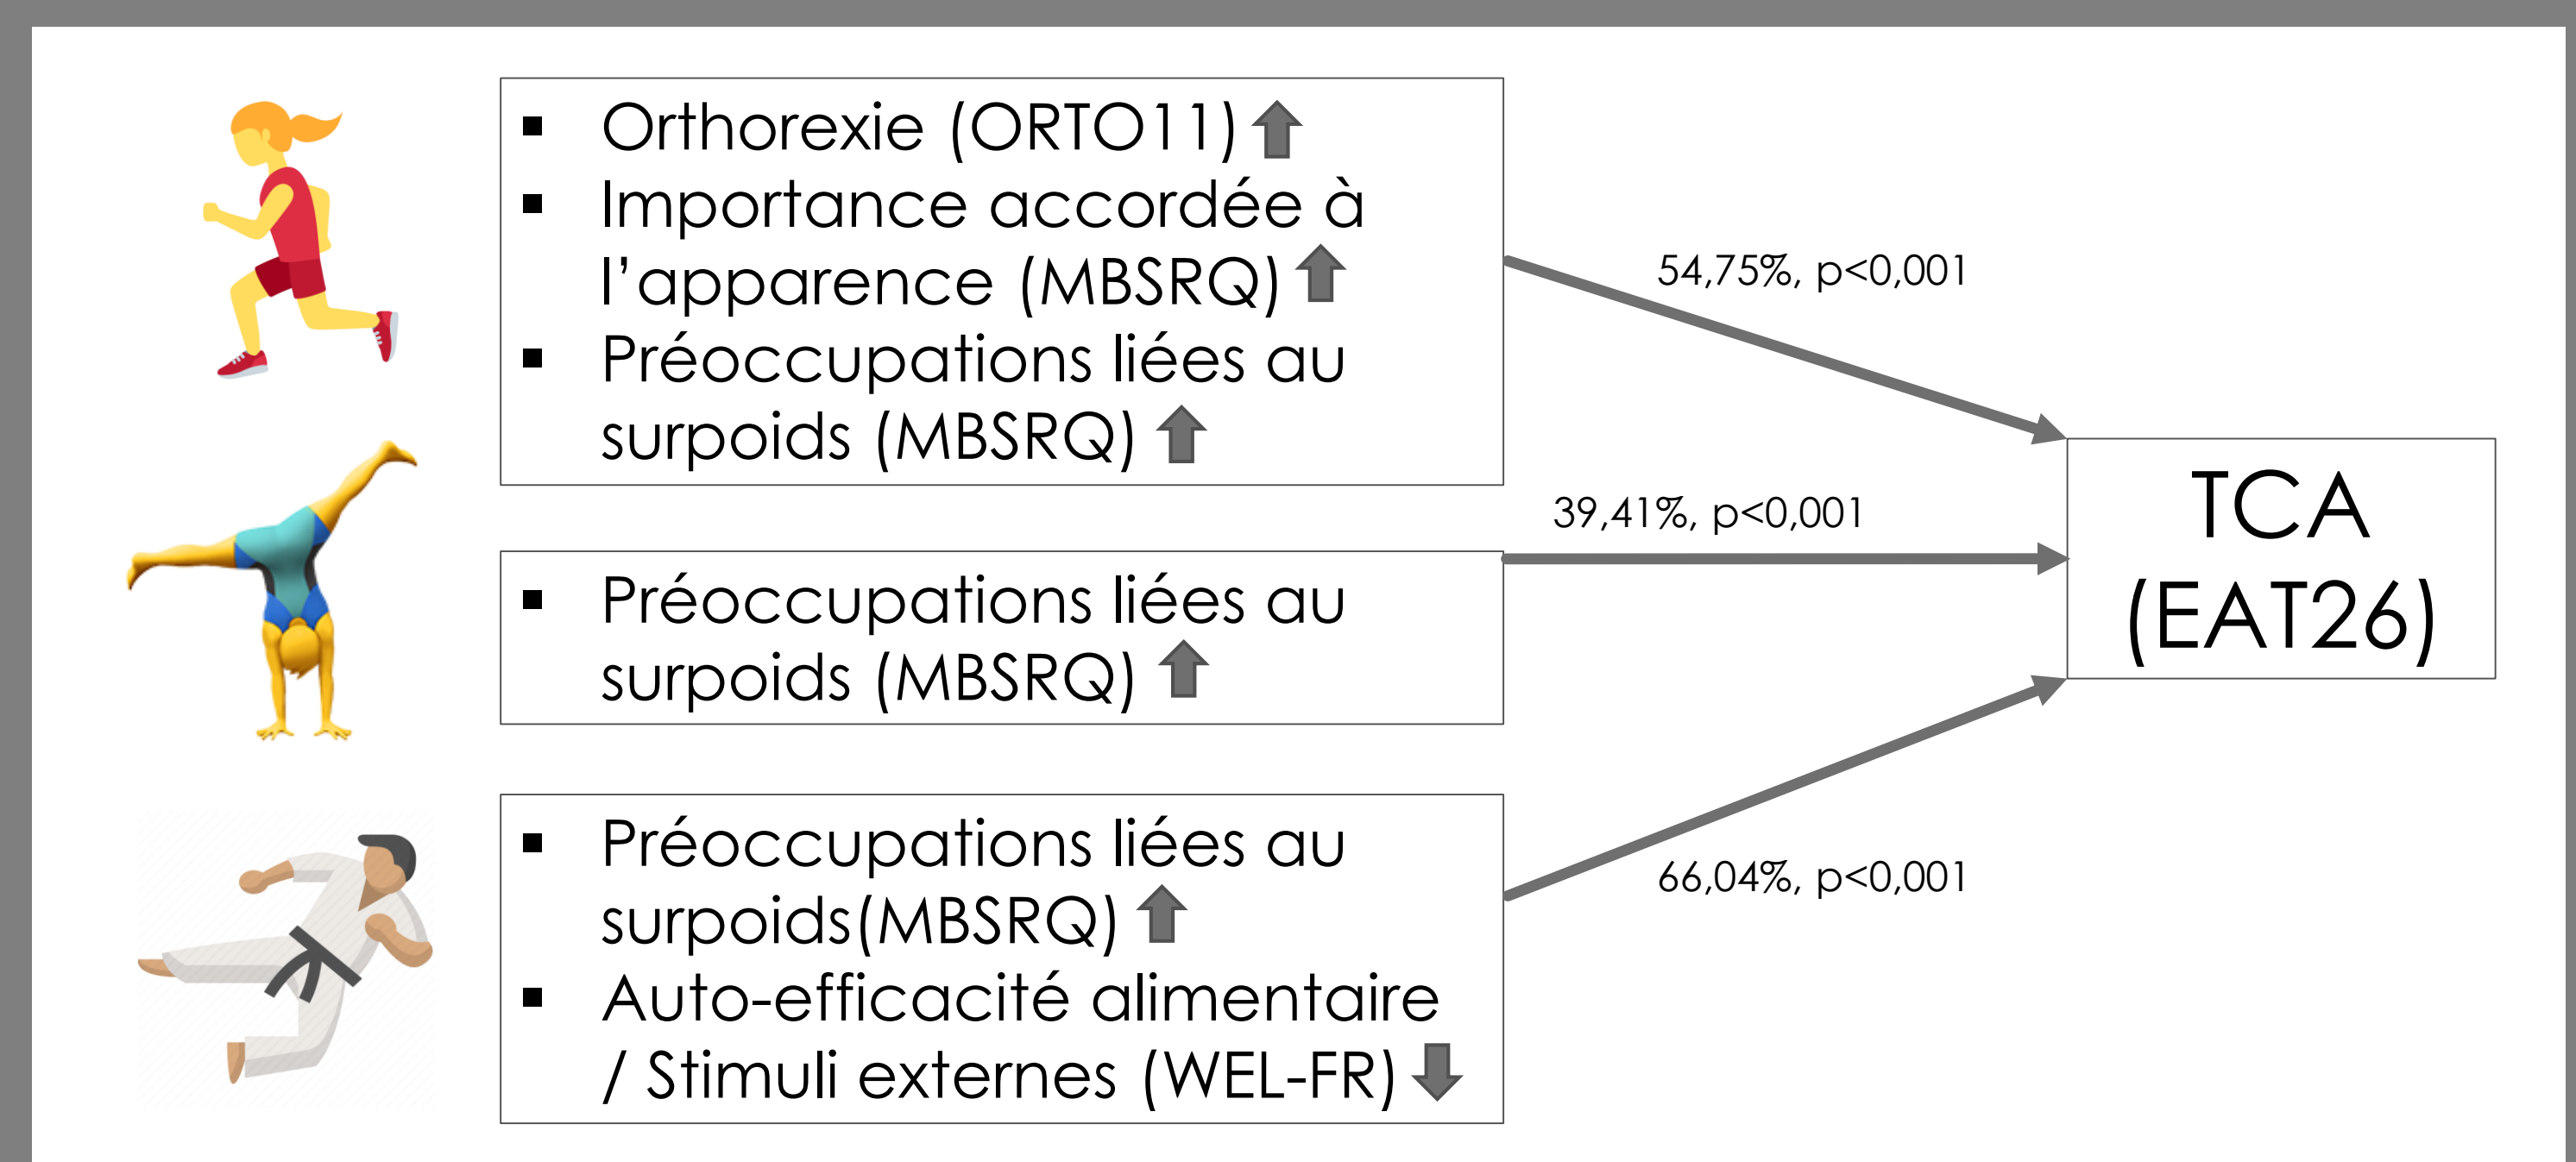 ▪ Orthorexie (ORTO11)
▪ Importance accordée à
l'apparence (MBSRQ)
▪ Préoccupations liées au
surpoids (MBSRQ)
54,75%, p<0,001
▪ Préoccupations liées au
surpoids (MBSRQ)
39,41%, p<0,001
▪ Préoccupations liées au
surpoids(MBSRQ)
▪ Auto-efficacité alimentaire
/ Stimuli externes (WEL-FR)
66,04%, p<0,001
TCA
(EAT26)